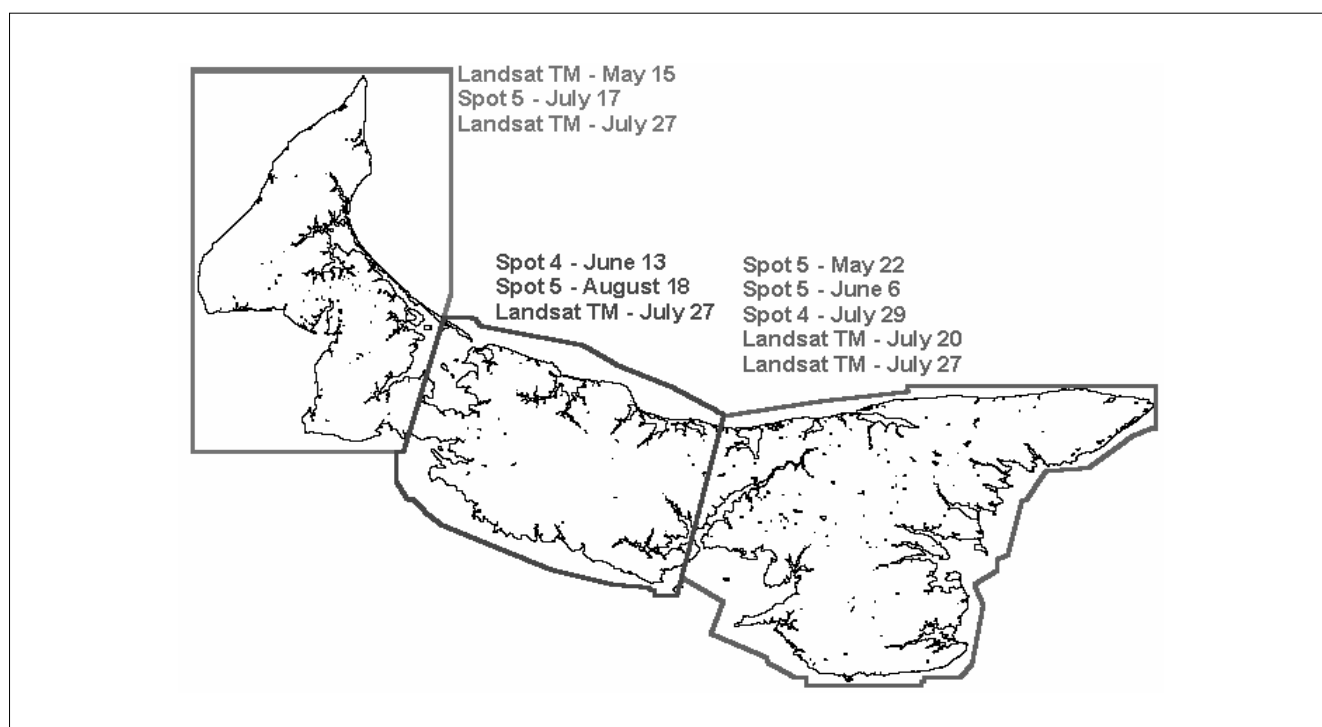 Landsat TM - May 15
Spot 5 - July 17
Landsat TM - July 27
Spot 4 - June 13
Spot 5 - August 18
Landsat TM - July 27
Spot 5 - May 22
Spot 5 - June 6
Spot 4 - July 29
Landsat TM - July 20
Landsat TM - July 27